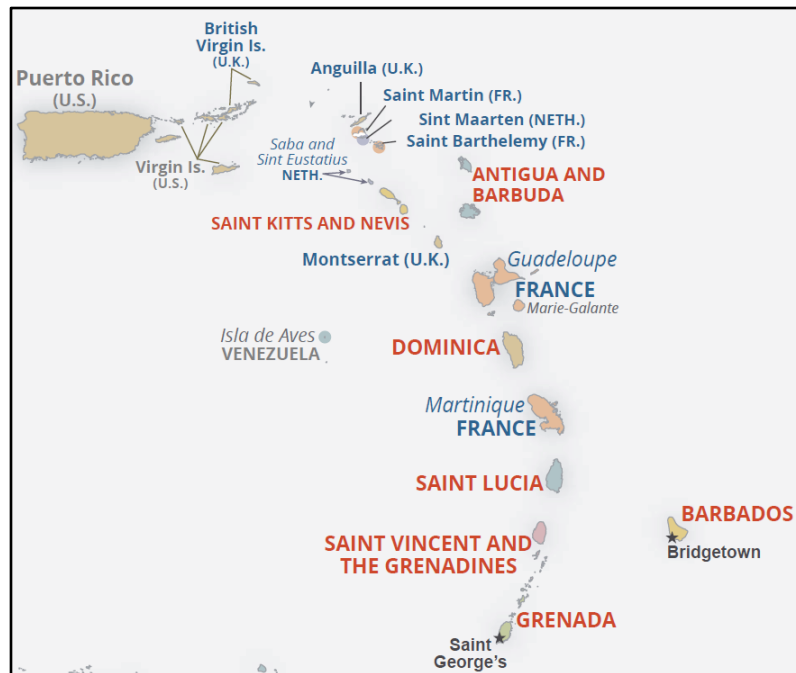 British
Virgin Is.
(U.K.)
Puerto Rico
(U.S.)
Anguilla (U.K.)
Saint Martin (FR.)
Sint Maarten (NETH.)
Saint Barthelemy (FR.)
Saba and
Sint Eustatius
NETH.
Virgin Is.
(U.S.)
ANTIGUA AND
BARBUDA
SAINT KITTS AND NEVIS
Montserrat (U.K.)
Guadeloupe
FRANCE
Marie-Galante
Isla de Aves
VENEZUELA
DOMINICA
Martinique
FRANCE
SAINT LUCIA
BARBADOS
Bridgetown
SAINT VINCENT AND
THE GRENADINES
GRENADA
Saint
George's